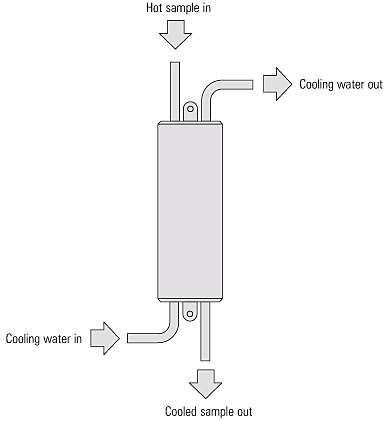 Hot sample in
Cooling water out
Cooling water in
Cooled sample out